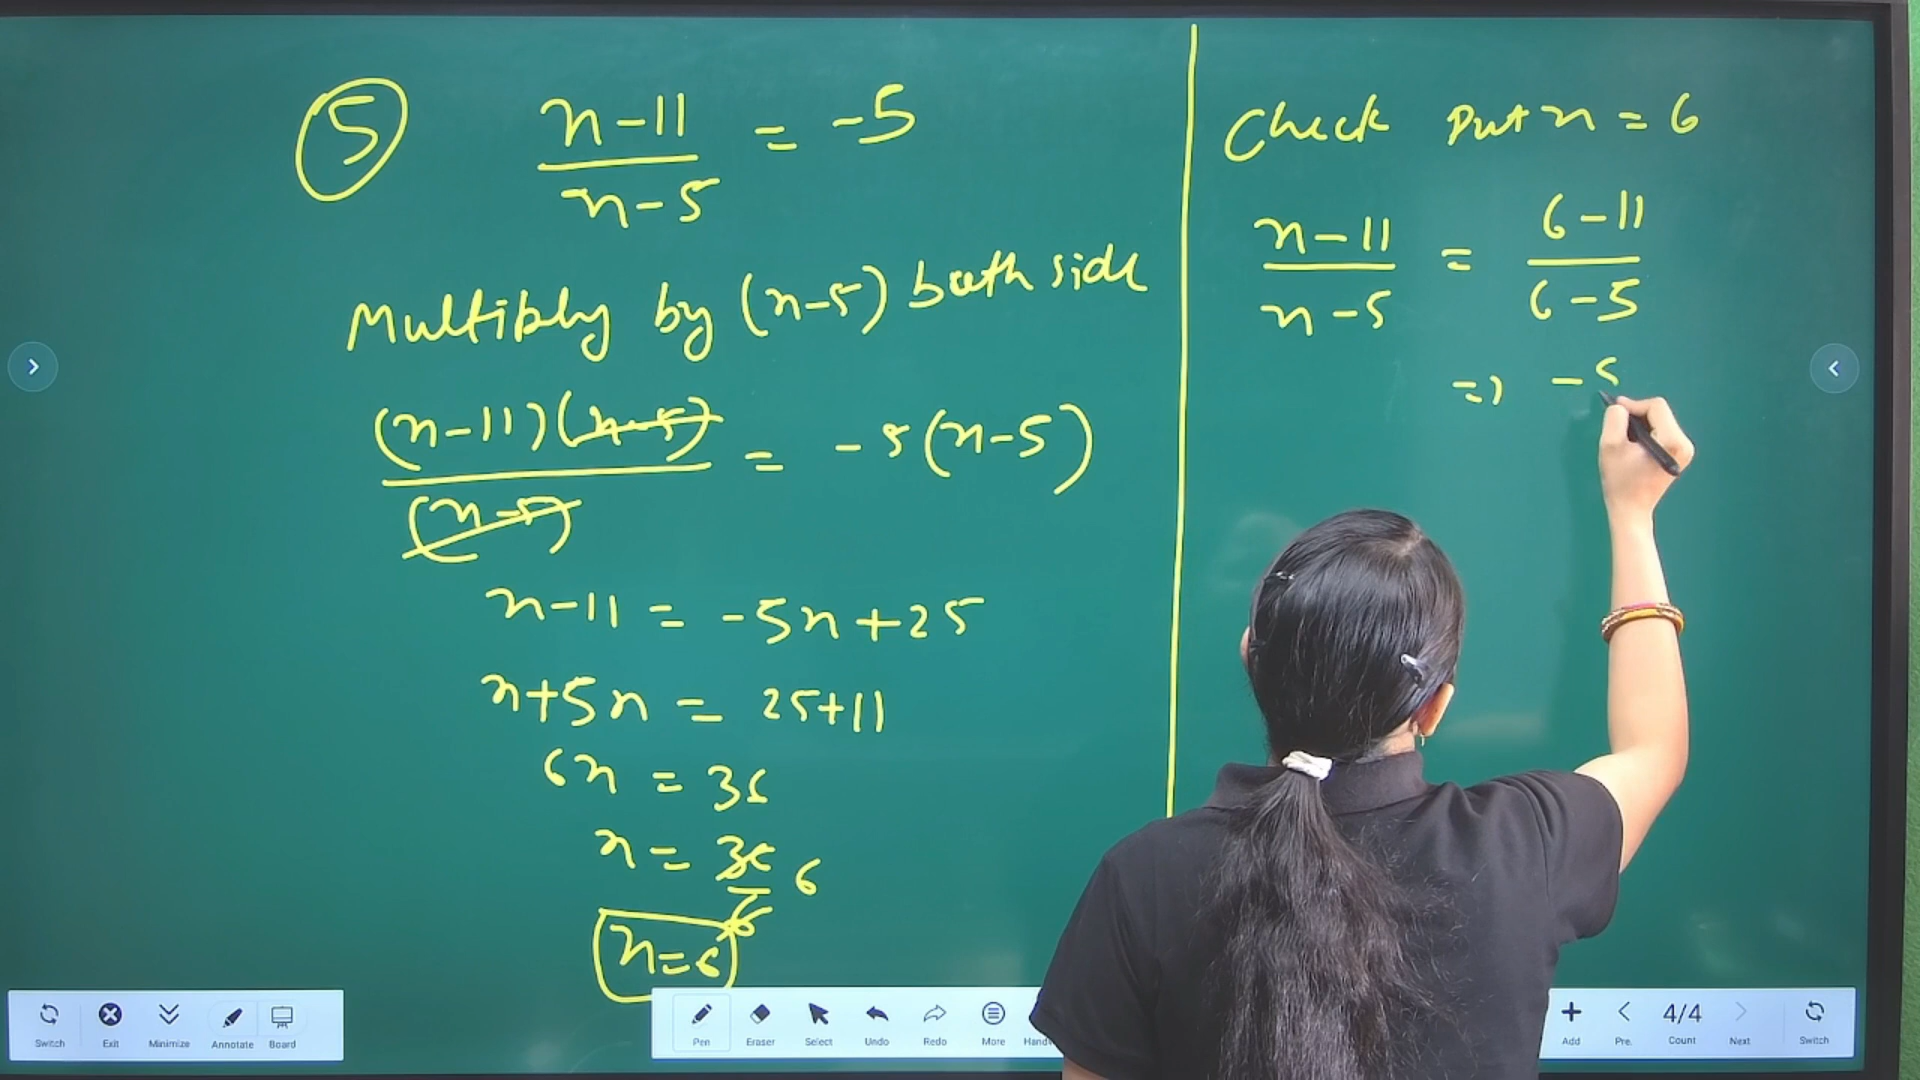 5
n-11/n-5 = -5
Multiply by (n-5) both side
(n-11)(n-5)/(n-5) = -5(n-5)
n-11 = -5n+25
n+5n = 25+11
6n = 36
n = 36/6 6
n=6
Check Put n = 6
n-11/n-5 = 6-11/6-5
=> -5
Switch Exit Minimize Annotate Board
Pen Eraser Select Undo Redo More
Add Pre. 4/4 Count Next Switch